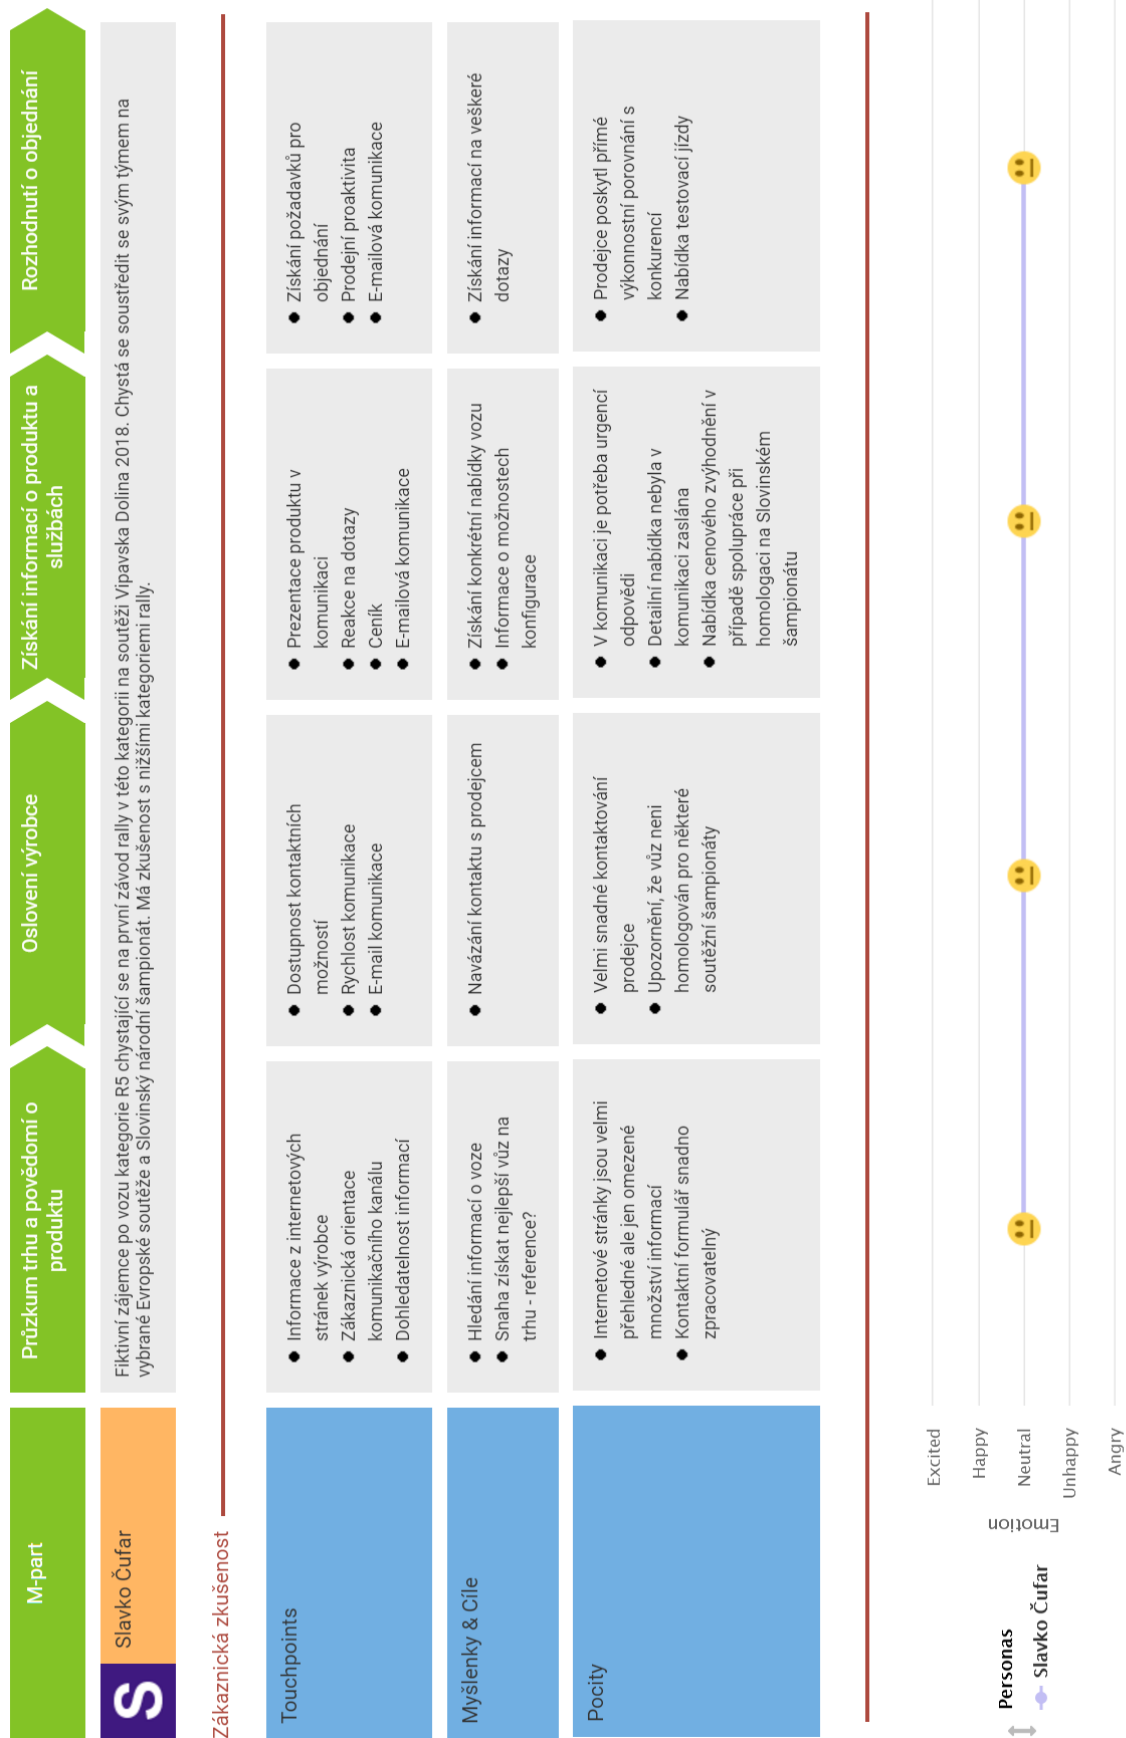 M-part
Průzkum trhu a povědomí o
produktu
Oslovení výrobce
Získání informací o produktu a
službách
Rozhodnutí o objednání
S
Slavko Čufar
Fiktivní zájemce po vozu kategorie R5 chystající se na první závod rally v této kategorii na soutěži Vipavska Dolina 2018. Chystá se soustředit se svým týmem na
vybrané Evropské soutěže a Slovinský národní šampionát. Má zkušenost s nižšími kategoriemi rally.
Zákaznická zkušenost
Touchpoints
● Informace z internetových
stránek výrobce
● Zákaznická orientace
komunikačního kanálu
● Dohledatelnost informací
● Dostupnost kontaktních
možností
● Rychlost komunikace
● E-mail komunikace
● Prezentace produktu v
komunikaci
● Reakce na dotazy
● Ceník
● E-mailová komunikace
● Získání požadavků pro
objednání
● Prodejní proaktivita
● E-mailová komunikace
Myšlenky & Cíle
● Hledání informací o voze
● Snaha získat nejlepší vůz na
trhu - reference?
● Navázání kontaktu s prodejcem
● Získání konkrétní nabídky vozu
● Informace o možnostech
konfigurace
● Získání informací na veškeré
dotazy
Pocity
● Internetové stránky jsou velmi
přehledné ale jen omezené
množství informací
● Kontaktní formulář snadno
zpracovatelný
● Velmi snadné kontaktování
prodejce
● Upozornění, že vůz neni
homologován pro některé
soutěžní šampionáty
● V komunikaci je potřeba urgencí
odpovědi
● Detailní nabídka nebyla v
komunikaci zaslána
● Nabídka cenového zvýhodnění v
případě spolupráce při
homologaci na Slovinském
šampionátu
● Prodejce poskytl přímé
výkonnostní porovnání s
konkurencí
● Nabídka testovací jízdy
Personas
Slavko Čufar
Emotion
Excited
Happy
Neutral
Unhappy
Angry